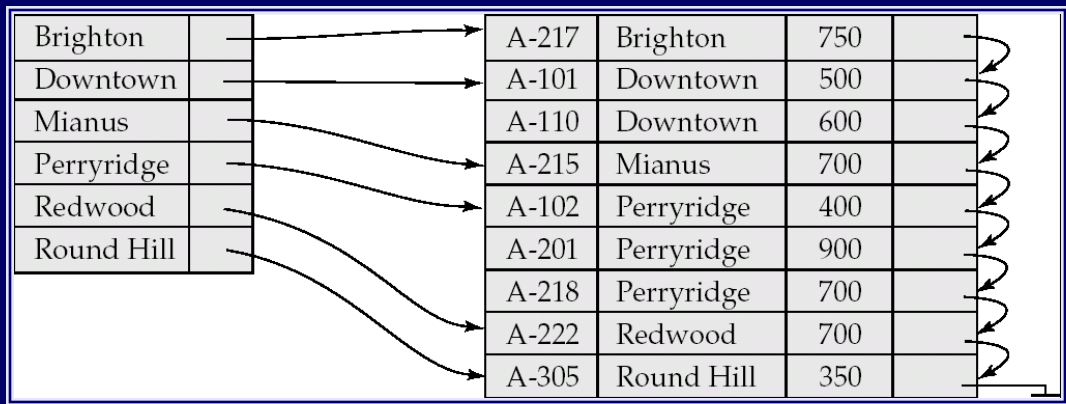 Brighton A-217 Brighton 750
Downtown A-101 Downtown 500
Mianus A-110 Downtown 600
Perryridge A-215 Mianus 700
Redwood A-102 Perryridge 400
Round Hill A-201 Perryridge 900
A-218 Perryridge 700
A-222 Redwood 700
A-305 Round Hill 350